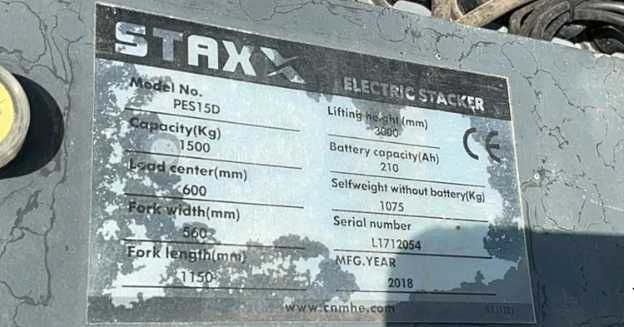 STAXX
ELECTRIC STACKER
Model No.
PES15D
Capacity(Kg)
1500
Load center(mm)
600
Fork width(mm)
560
Fork length(mm)
1150
Lifting height(mm)
3000
Battery capacity(Ah)
210
Selfweight without battery(Kg)
1075
Serial number
L1712054
MFG.YEAR
2018
CE
www.cnmhe.com